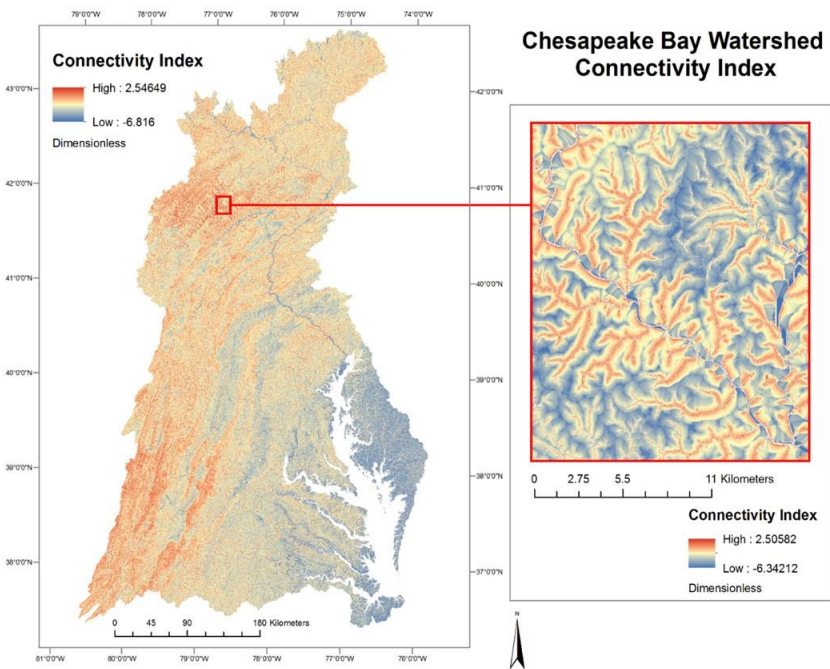 79°0'0"W 78°0'0"W 77°0'0"W 76°0'0"W 75°0'0"W 74°0'0"W
Chesapeake Bay Watershed
Connectivity Index
Connectivity Index
High : 2.54649
Low : -6.816
Dimensionless
43°0'0"N
42°0'0"N
42°0'0"N
41°0'0"N
41°0'0"N
40°0'0"N
40°0'0"N
39°0'0"N
39°0'0"N
38°0'0"N
38°0'0"N
37°0'0"N
0 2.75 5.5 11 Kilometers
Connectivity Index
High : 2.50582
Low : -6.34212
Dimensionless
0 45 90 180 Kilometers
N
81°0'0"W 80°0'0"W 79°0'0"W 78°0'0"W 77°0'0"W 76°0'0"W